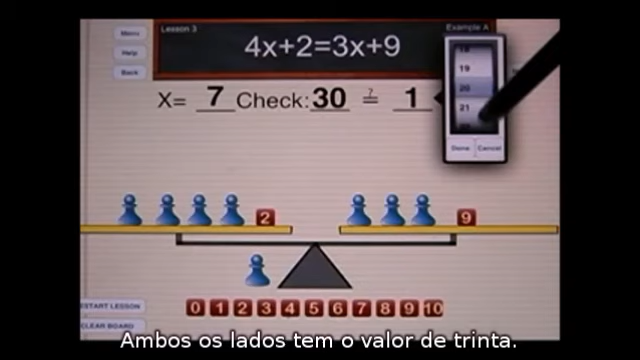 Menu
Help
Back
Lesson 3
Example A
4x+2=3x+9
X= 7 Check: 30 ?= 1
19
20
21
Done Cancel
2
9
0 1 2 3 4 5 6 7 8 9 10
START LESSON
CLEAR BOARD
Ambos os lados tem o valor de trinta.